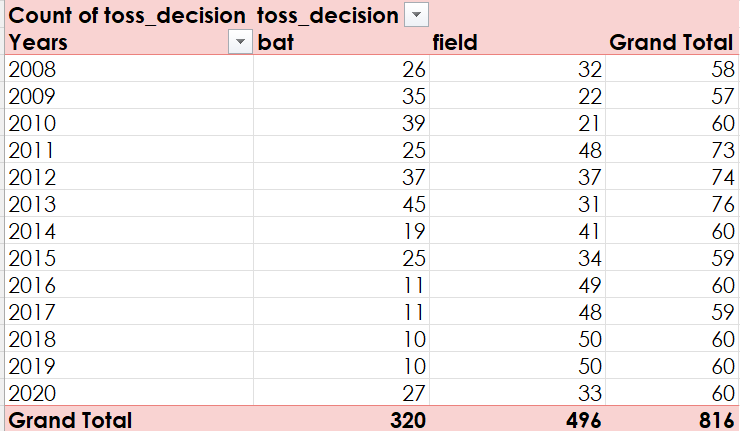 Count of toss_decision toss_decision
Years bat field Grand Total
2008 26 32 58
2009 35 22 57
2010 39 21 60
2011 25 48 73
2012 37 37 74
2013 45 31 76
2014 19 41 60
2015 25 34 59
2016 11 49 60
2017 11 48 59
2018 10 50 60
2019 10 50 60
2020 27 33 60
Grand Total 320 496 816